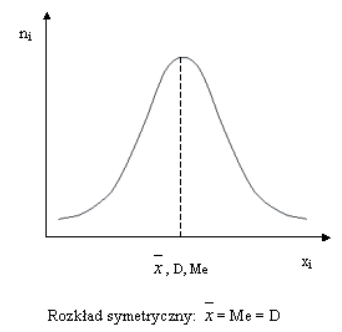 nᵢ
x̄, D, Me
xᵢ
Rozkład symetryczny: x̄ = Me = D